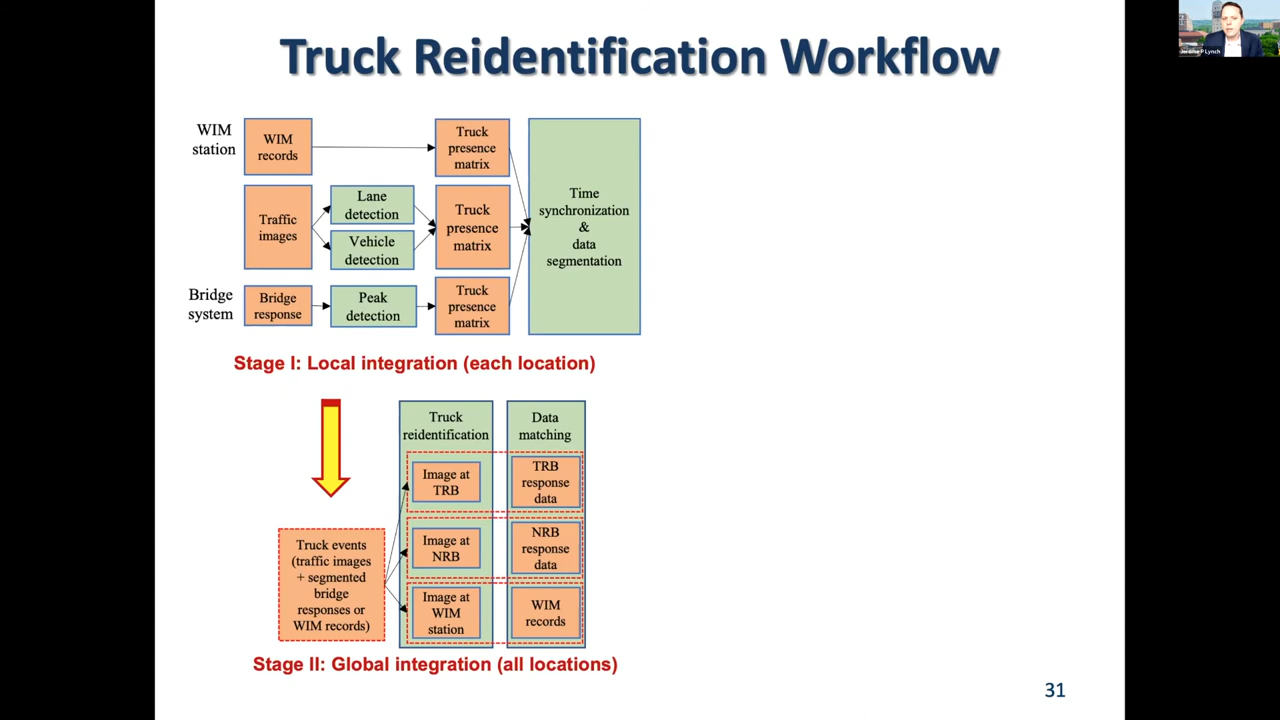 Truck Reidentification Workflow
Jerome P Lynch
WIM
station
WIM
records
Truck
presence
matrix
Traffic
images
Lane
detection
Vehicle
detection
Truck
presence
matrix
Bridge
system
Bridge
response
Peak
detection
Truck
presence
matrix
Time
synchronization
&
data
segmentation
Stage I: Local integration (each location)
Truck events
(traffic images
+ segmented
bridge
responses or
WIM records)
Truck
reidentification
Data
matching
Image at
TRB
TRB
response
data
Image at
NRB
NRB
response
data
Image at
WIM
station
WIM
records
Stage II: Global integration (all locations)
31